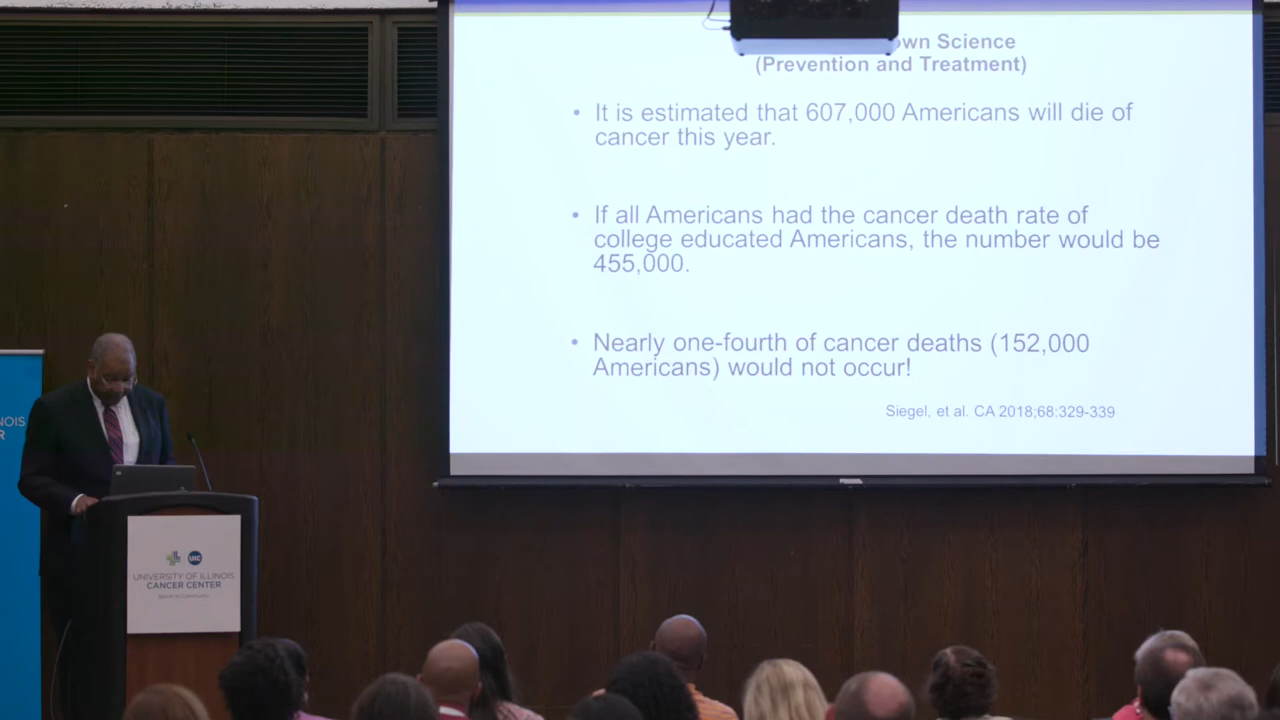 own Science
(Prevention and Treatment)
• It is estimated that 607,000 Americans will die of
cancer this year.
• If all Americans had the cancer death rate of
college educated Americans, the number would be
455,000.
• Nearly one-fourth of cancer deaths (152,000
Americans) would not occur!
Siegel, et al. CA 2018;68:329-339
NOIS
R
UIC
UNIVERSITY OF ILLINOIS
CANCER CENTER